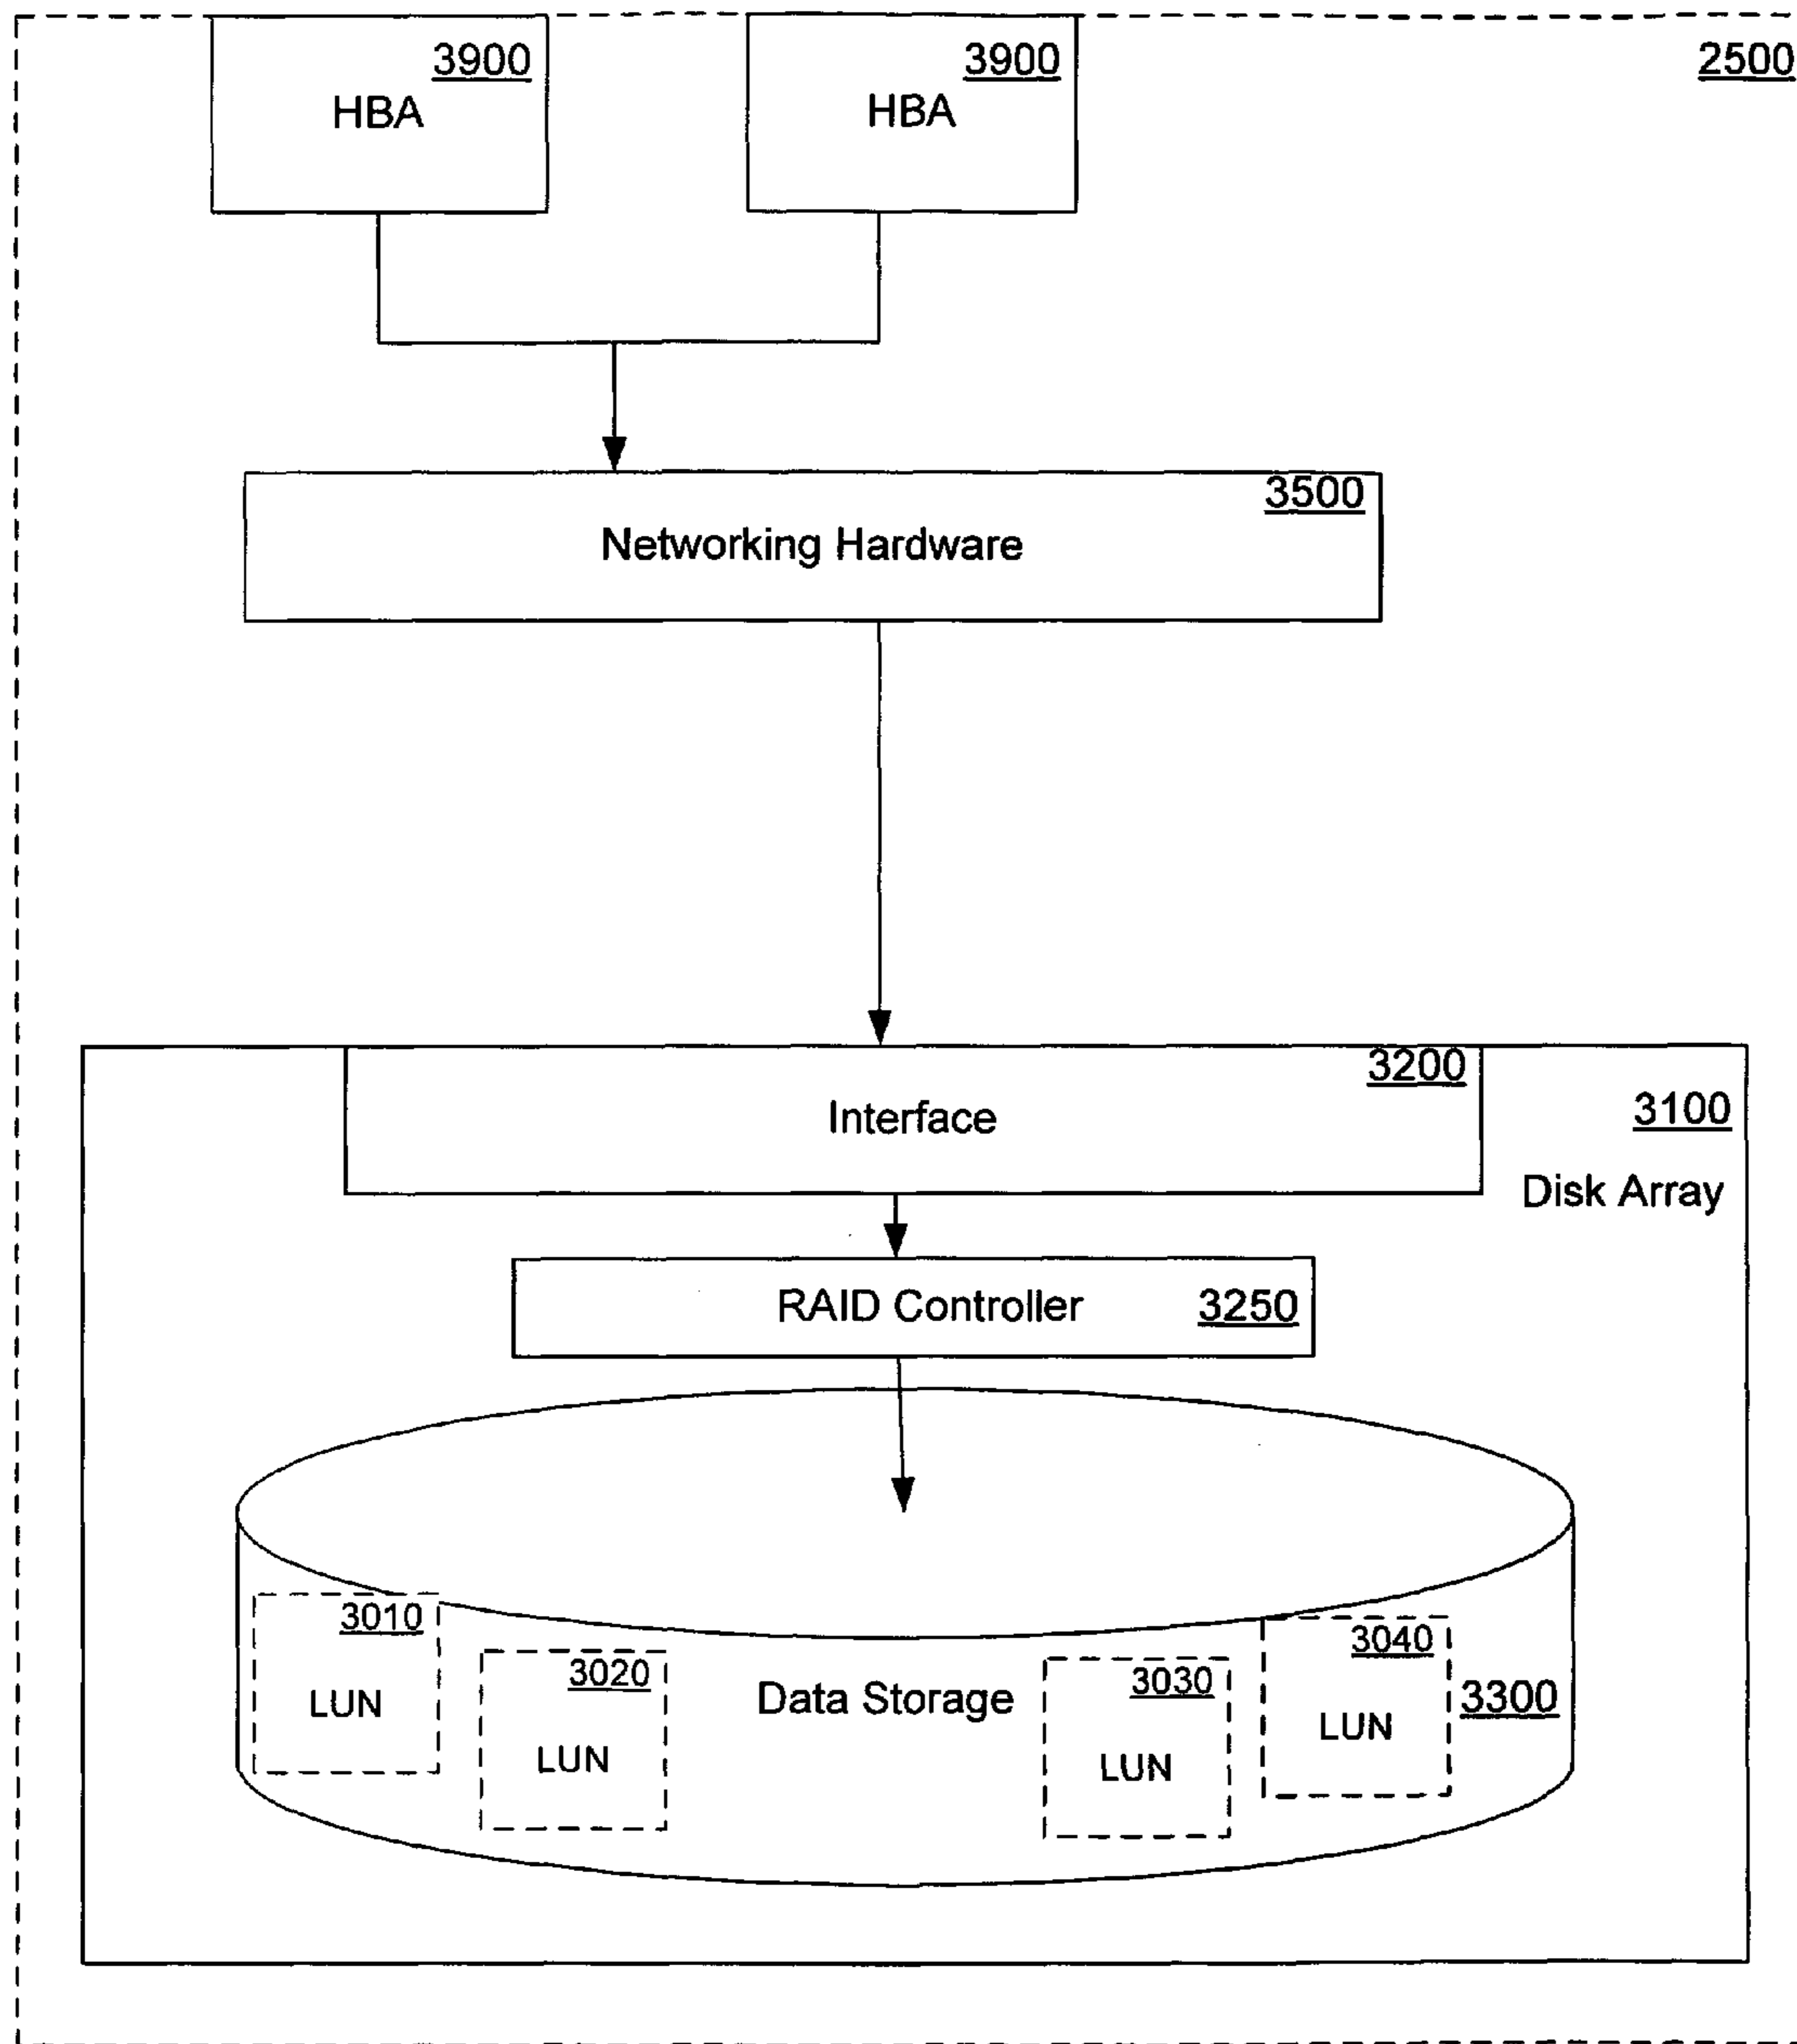 3900
HBA
3900
HBA
2500
3500
Networking Hardware
3200
Interface
3100
Disk Array
RAID Controller 3250
3010
LUN
3020
LUN
Data Storage
3030
LUN
3040
LUN
3300